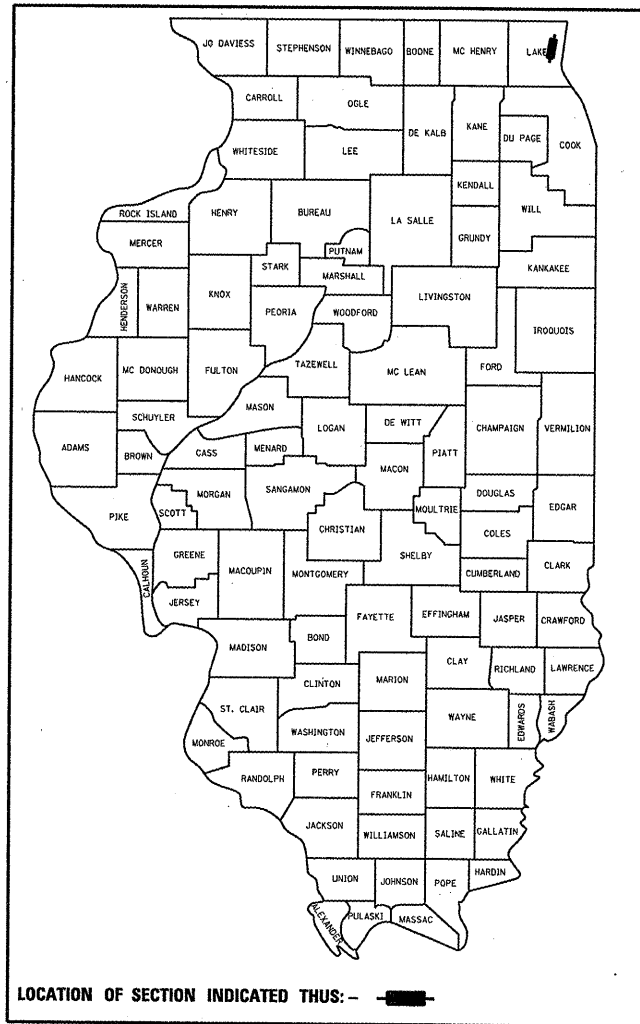 JO DAVIESS
STEPHENSON
WINNEBAGO
BOONE
MC HENRY
LAKE
CARROLL
OGLE
DE KALB
KANE
DU PAGE
COOK
WHITESIDE
LEE
KENDALL
WILL
ROCK ISLAND
HENRY
BUREAU
LA SALLE
GRUNDY
MERCER
PUTNAM
STARK
MARSHALL
KANKAKEE
HENDERSON
WARREN
KNOX
PEORIA
WOODFORD
LIVINGSTON
IROQUOIS
HANCOCK
MC DONOUGH
FULTON
TAZEWELL
MC LEAN
FORD
SCHUYLER
MASON
LOGAN
DE WITT
CHAMPAIGN
VERMILION
ADAMS
BROWN
CASS
MENARD
MACON
PIATT
PIKE
SCOTT
MORGAN
SANGAMON
CHRISTIAN
MOULTRIE
DOUGLAS
EDGAR
COLES
CALHOUN
GREENE
MACOUPIN
MONTGOMERY
SHELBY
CUMBERLAND
CLARK
JERSEY
FAYETTE
EFFINGHAM
JASPER
CRAWFORD
MADISON
BOND
CLAY
RICHLAND
LAWRENCE
CLINTON
MARION
ST. CLAIR
WASHINGTON
WAYNE
EDWARDS
WABASH
MONROE
JEFFERSON
RANDOLPH
PERRY
HAMILTON
WHITE
FRANKLIN
JACKSON
WILLIAMSON
SALINE
GALLATIN
UNION
JOHNSON
POPE
HARDIN
ALEXANDER
PULASKI
MASSAC
LOCATION OF SECTION INDICATED THUS: -